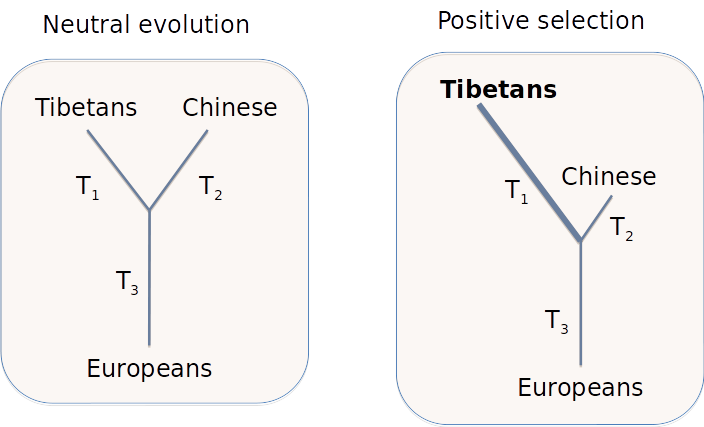 Neutral evolution
Tibetans Chinese
T1 T2
T3
Europeans
Positive selection
Tibetans
Chinese
T1
T2
T3
Europeans